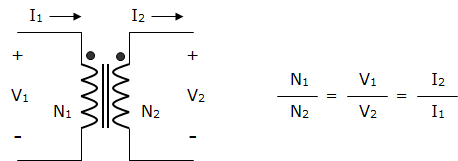 I₁ I₂
+ +
V₁ N₁ N₂ V₂
- -
N₁/N₂ = V₁/V₂ = I₂/I₁